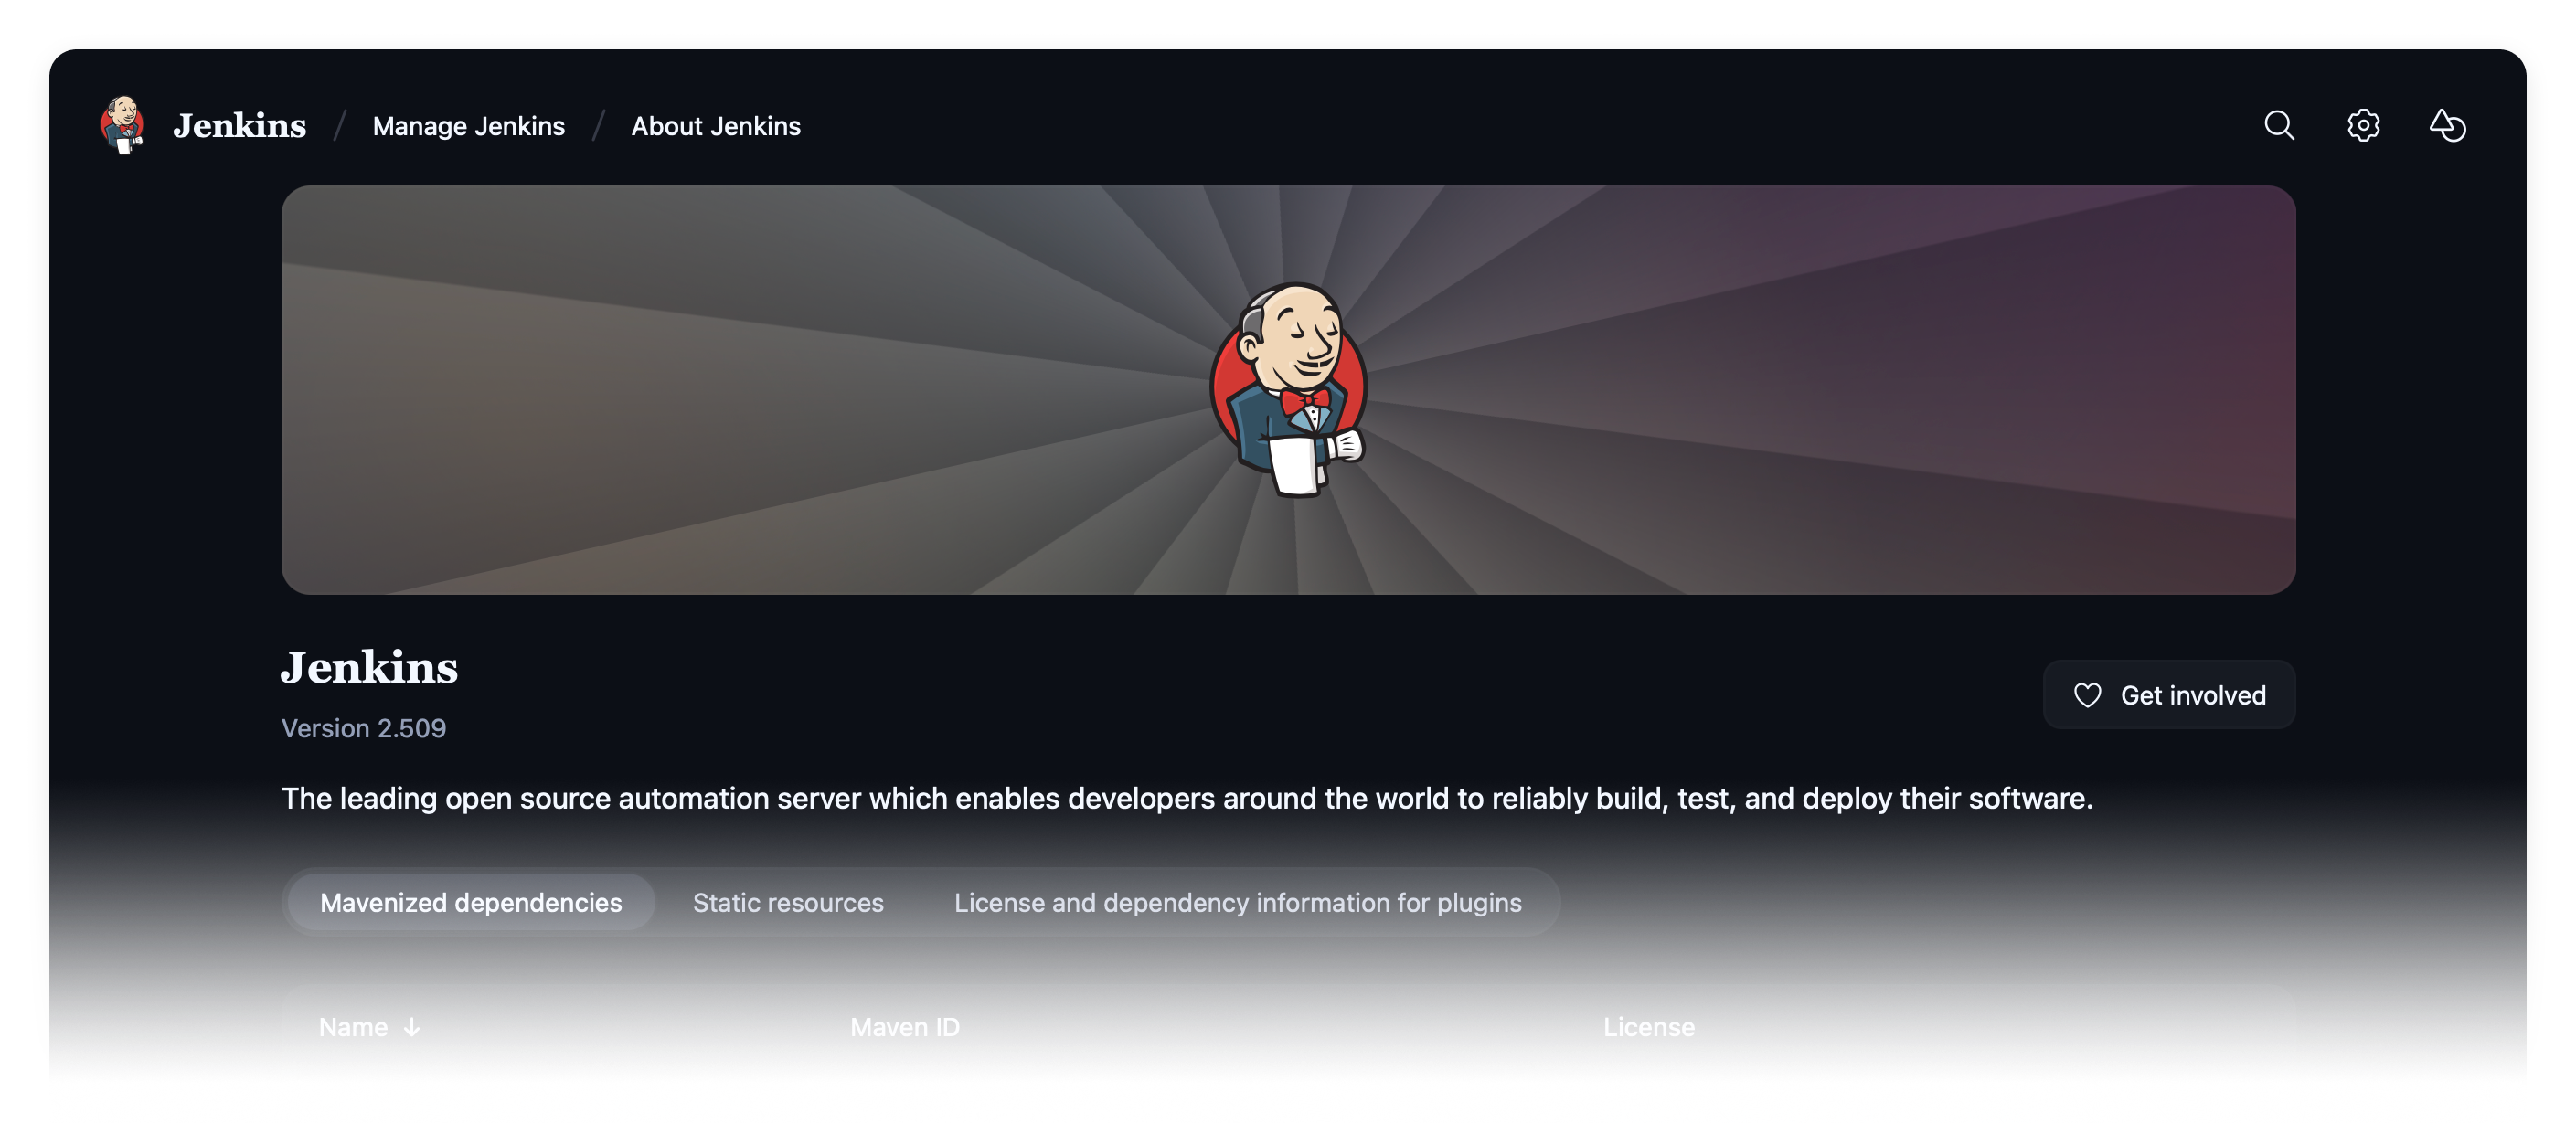 Jenkins / Manage Jenkins / About Jenkins
Jenkins
Version 2.509
Get involved
The leading open source automation server which enables developers around the world to reliably build, test, and deploy their software.
Mavenized dependencies Static resources License and dependency information for plugins
Name ↓ Maven ID License